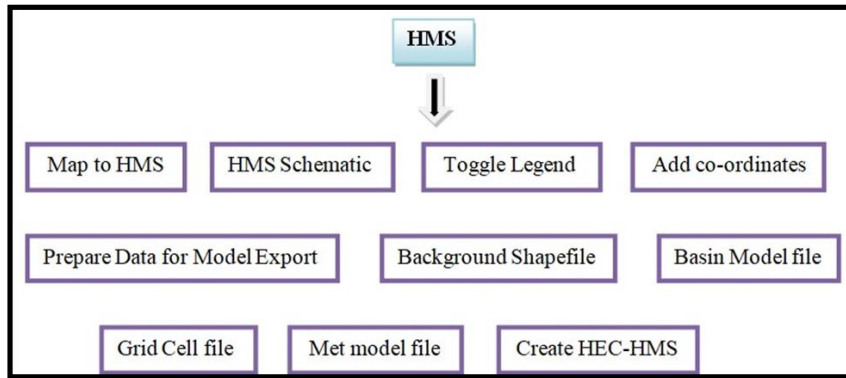 HMS
Map to HMS
HMS Schematic
Toggle Legend
Add co-ordinates
Prepare Data for Model Export
Background Shapefile
Basin Model file
Grid Cell file
Met model file
Create HEC-HMS